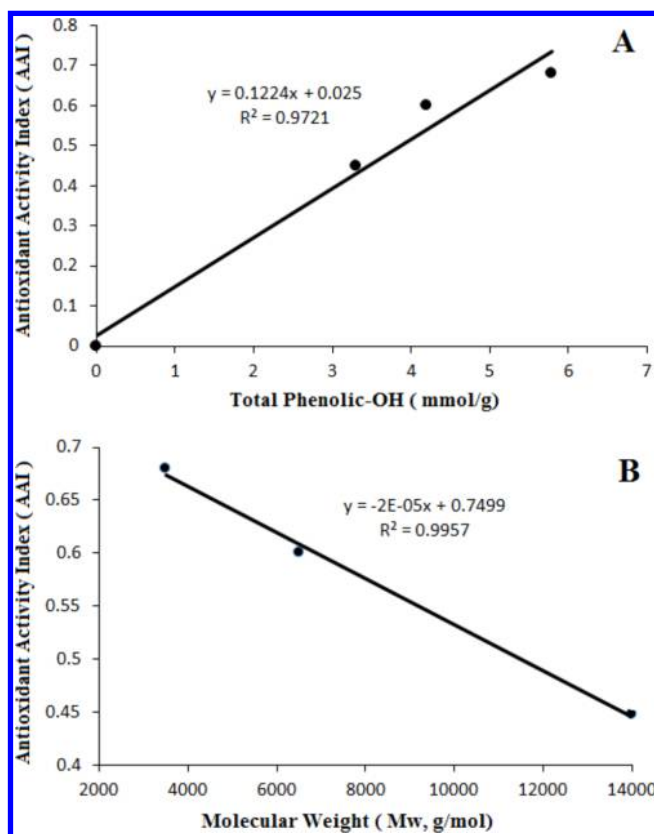 A
0.8
0.7
0.6
0.5
0.4
0.3
0.2
0.1
0
Antioxidant Activity Index ( AAI )
y = 0.1224x + 0.025
R² = 0.9721
0 1 2 3 4 5 6 7
Total Phenolic-OH ( mmol/g)
B
0.7
0.65
0.6
0.55
0.5
0.45
0.4
Antioxidant Activity Index ( AAI )
y = -2E-05x + 0.7499
R² = 0.9957
2000 4000 6000 8000 10000 12000 14000
Molecular Weight ( Mw, g/mol)